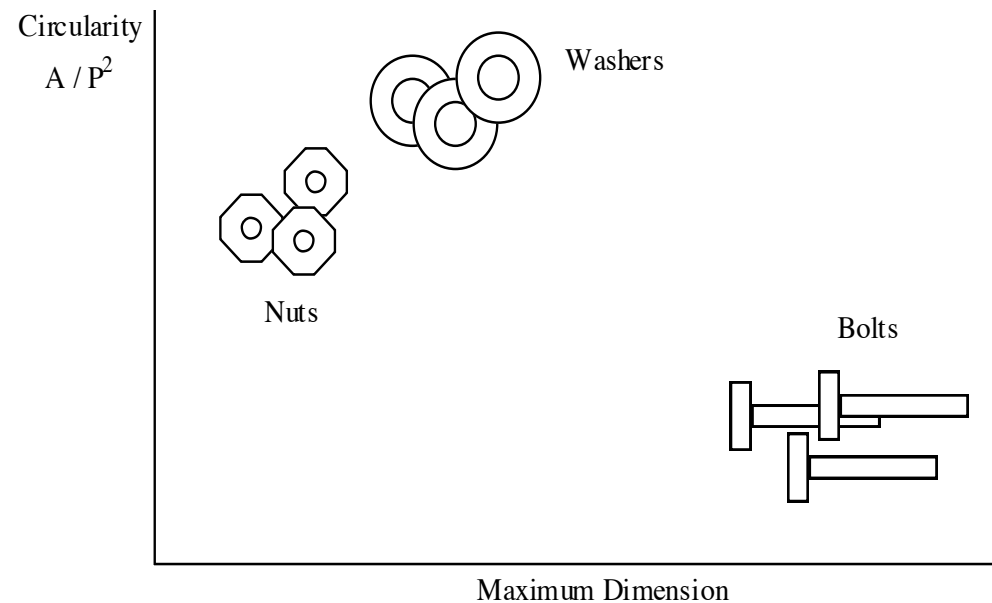 Circularity
A / P²
Washers
Nuts
Bolts
Maximum Dimension